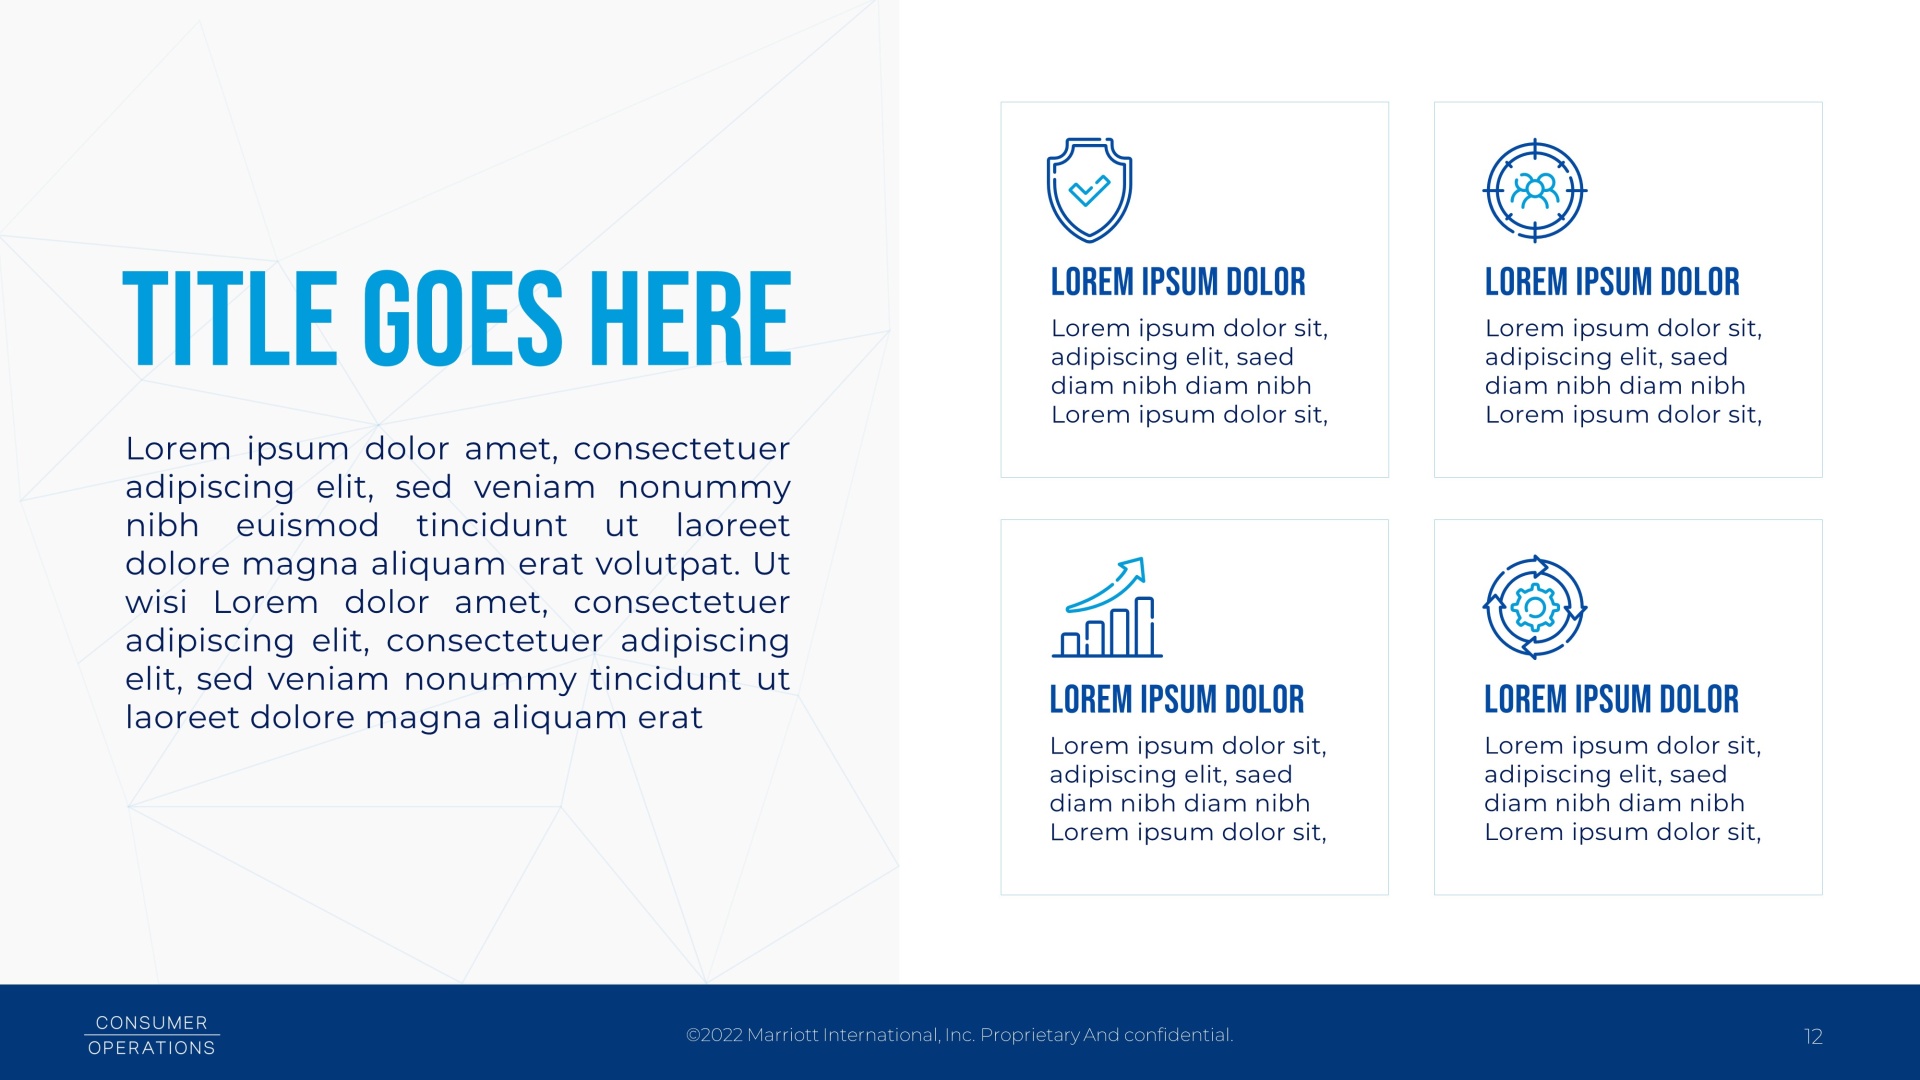 TITLE GOES HERE
Lorem ipsum dolor amet, consectetuer
adipiscing elit, sed veniam nonummy
nibh euismod tincidunt ut laoreet
dolore magna aliquam erat volutpat. Ut
wisi Lorem dolor amet, consectetuer
adipiscing elit, consectetuer adipiscing
elit, sed veniam nonummy tincidunt ut
laoreet dolore magna aliquam erat
LOREM IPSUM DOLOR
Lorem ipsum dolor sit,
adipiscing elit, saed
diam nibh diam nibh
Lorem ipsum dolor sit,
LOREM IPSUM DOLOR
Lorem ipsum dolor sit,
adipiscing elit, saed
diam nibh diam nibh
Lorem ipsum dolor sit,
LOREM IPSUM DOLOR
Lorem ipsum dolor sit,
adipiscing elit, saed
diam nibh diam nibh
Lorem ipsum dolor sit,
LOREM IPSUM DOLOR
Lorem ipsum dolor sit,
adipiscing elit, saed
diam nibh diam nibh
Lorem ipsum dolor sit,
CONSUMER
OPERATIONS
©2022 Marriott International, Inc. Proprietary And confidential.
12